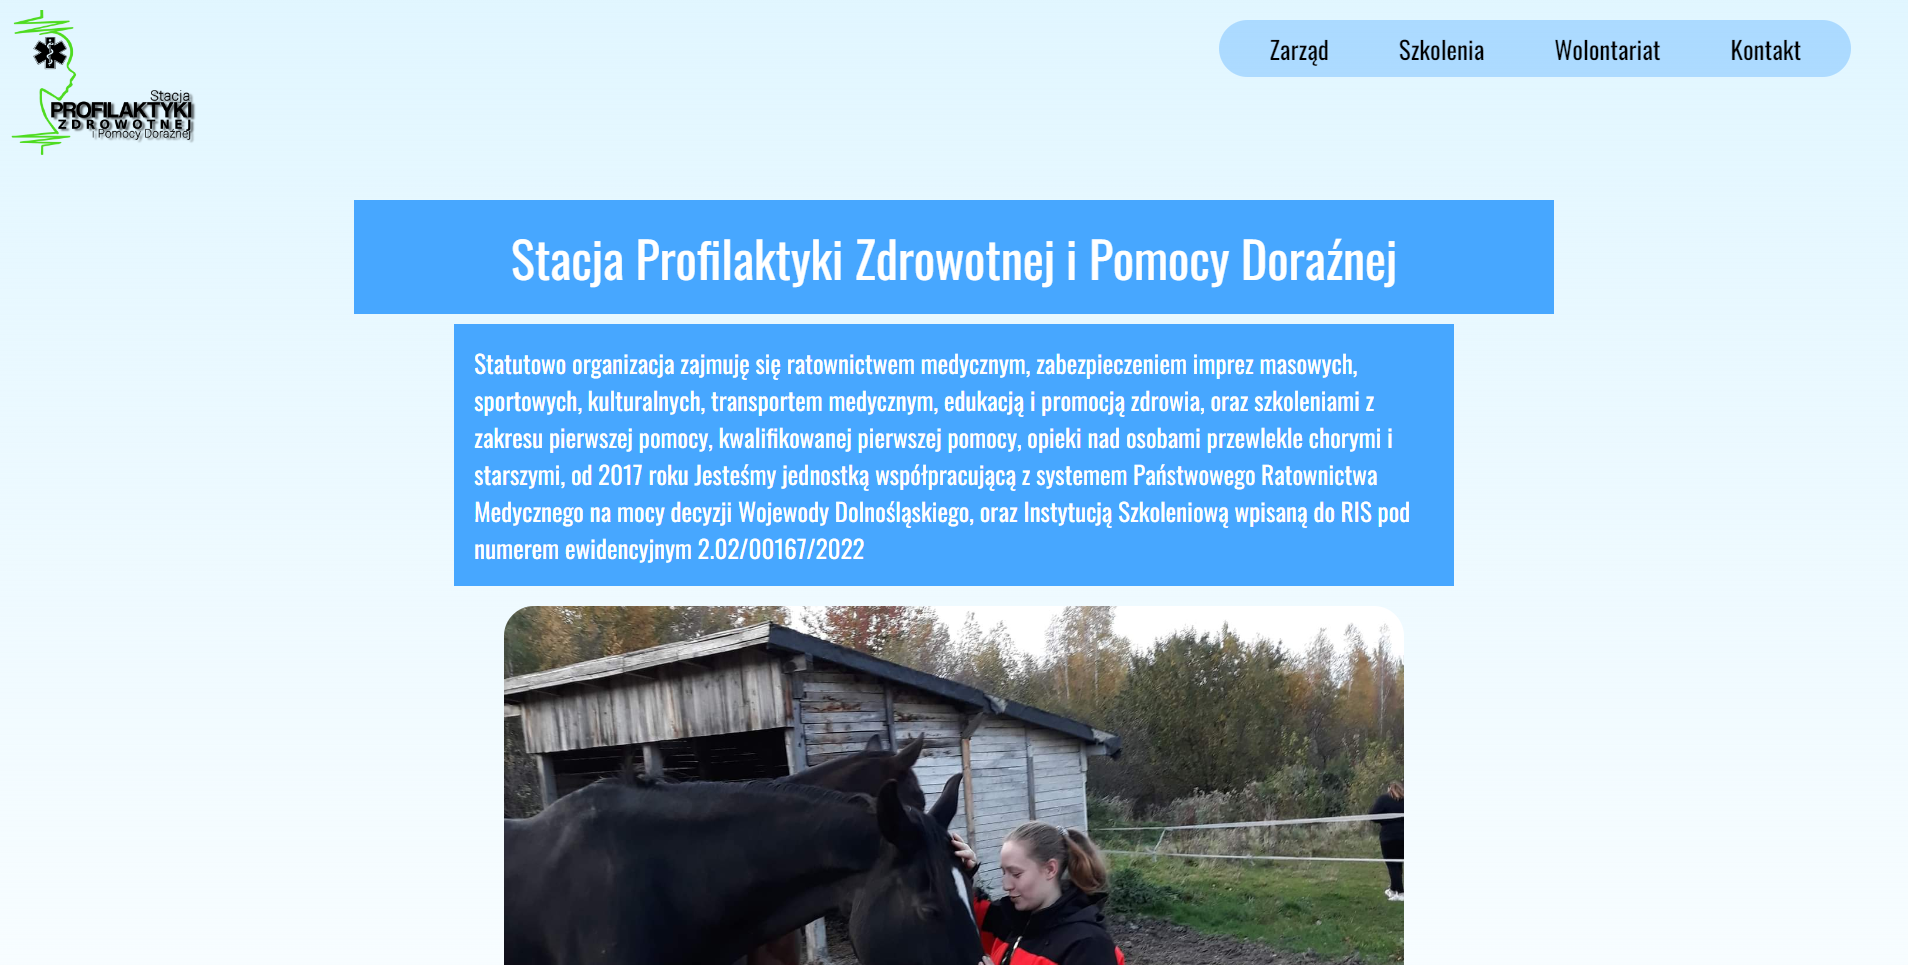 Stacja
PROFILAKTYKI
ZDROWOTNEJ
i Pomocy Doraźnej
Zarząd Szkolenia Wolontariat Kontakt
Stacja Profilaktyki Zdrowotnej i Pomocy Doraźnej
Statutowo organizacja zajmuję się ratownictwem medycznym, zabezpieczeniem imprez masowych,
sportowych, kulturalnych, transportem medycznym, edukacją i promocją zdrowia, oraz szkoleniami z
zakresu pierwszej pomocy, kwalifikowanej pierwszej pomocy, opieki nad osobami przewlekle chorymi i
starszymi, od 2017 roku Jesteśmy jednostką współpracującą z systemem Państwowego Ratownictwa
Medycznego na mocy decyzji Wojewody Dolnośląskiego, oraz Instytucją Szkoleniową wpisaną do RIS pod
numerem ewidencyjnym 2.02/00167/2022